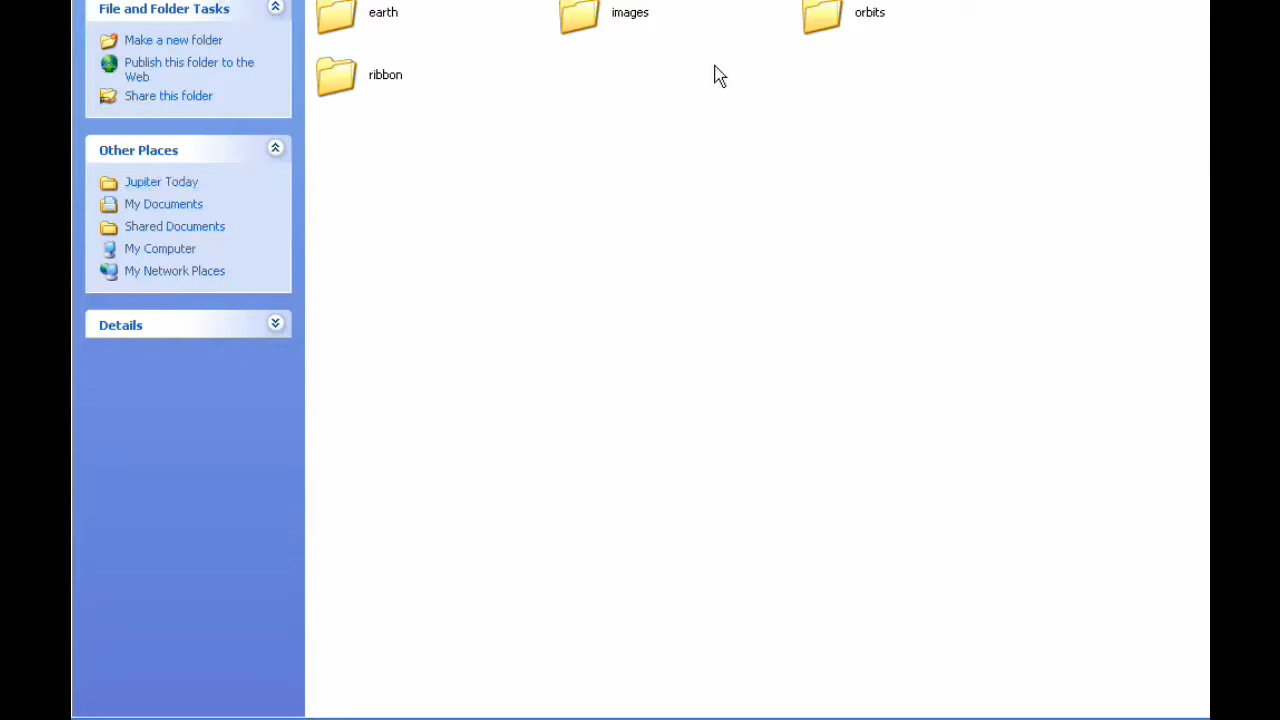 File and Folder Tasks
Make a new folder
Publish this folder to the
Web
Share this folder
Other Places
Jupiter Today
My Documents
Shared Documents
My Computer
My Network Places
Details
earth
images
orbits
ribbon